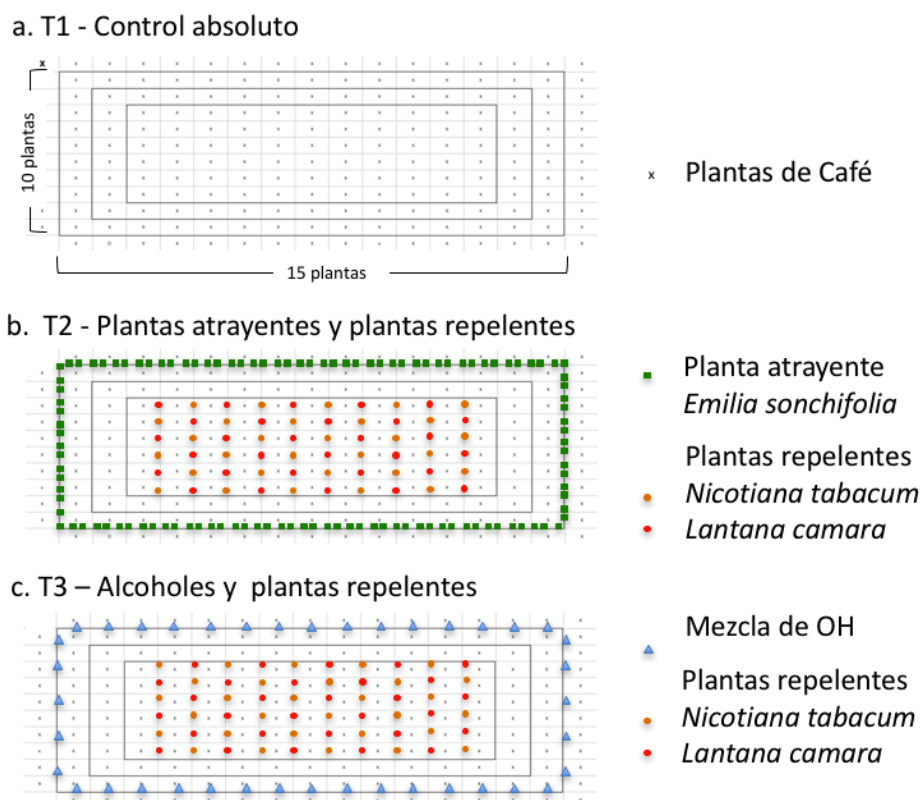 a. T1 - Control absoluto
x
10 plantas
15 plantas
x Plantas de Café
b. T2 - Plantas atrayentes y plantas repelentes
Planta atrayente
Emilia sonchifolia
Plantas repelentes
Nicotiana tabacum
Lantana camara
c. T3 – Alcoholes y plantas repelentes
Mezcla de OH
Plantas repelentes
Nicotiana tabacum
Lantana camara